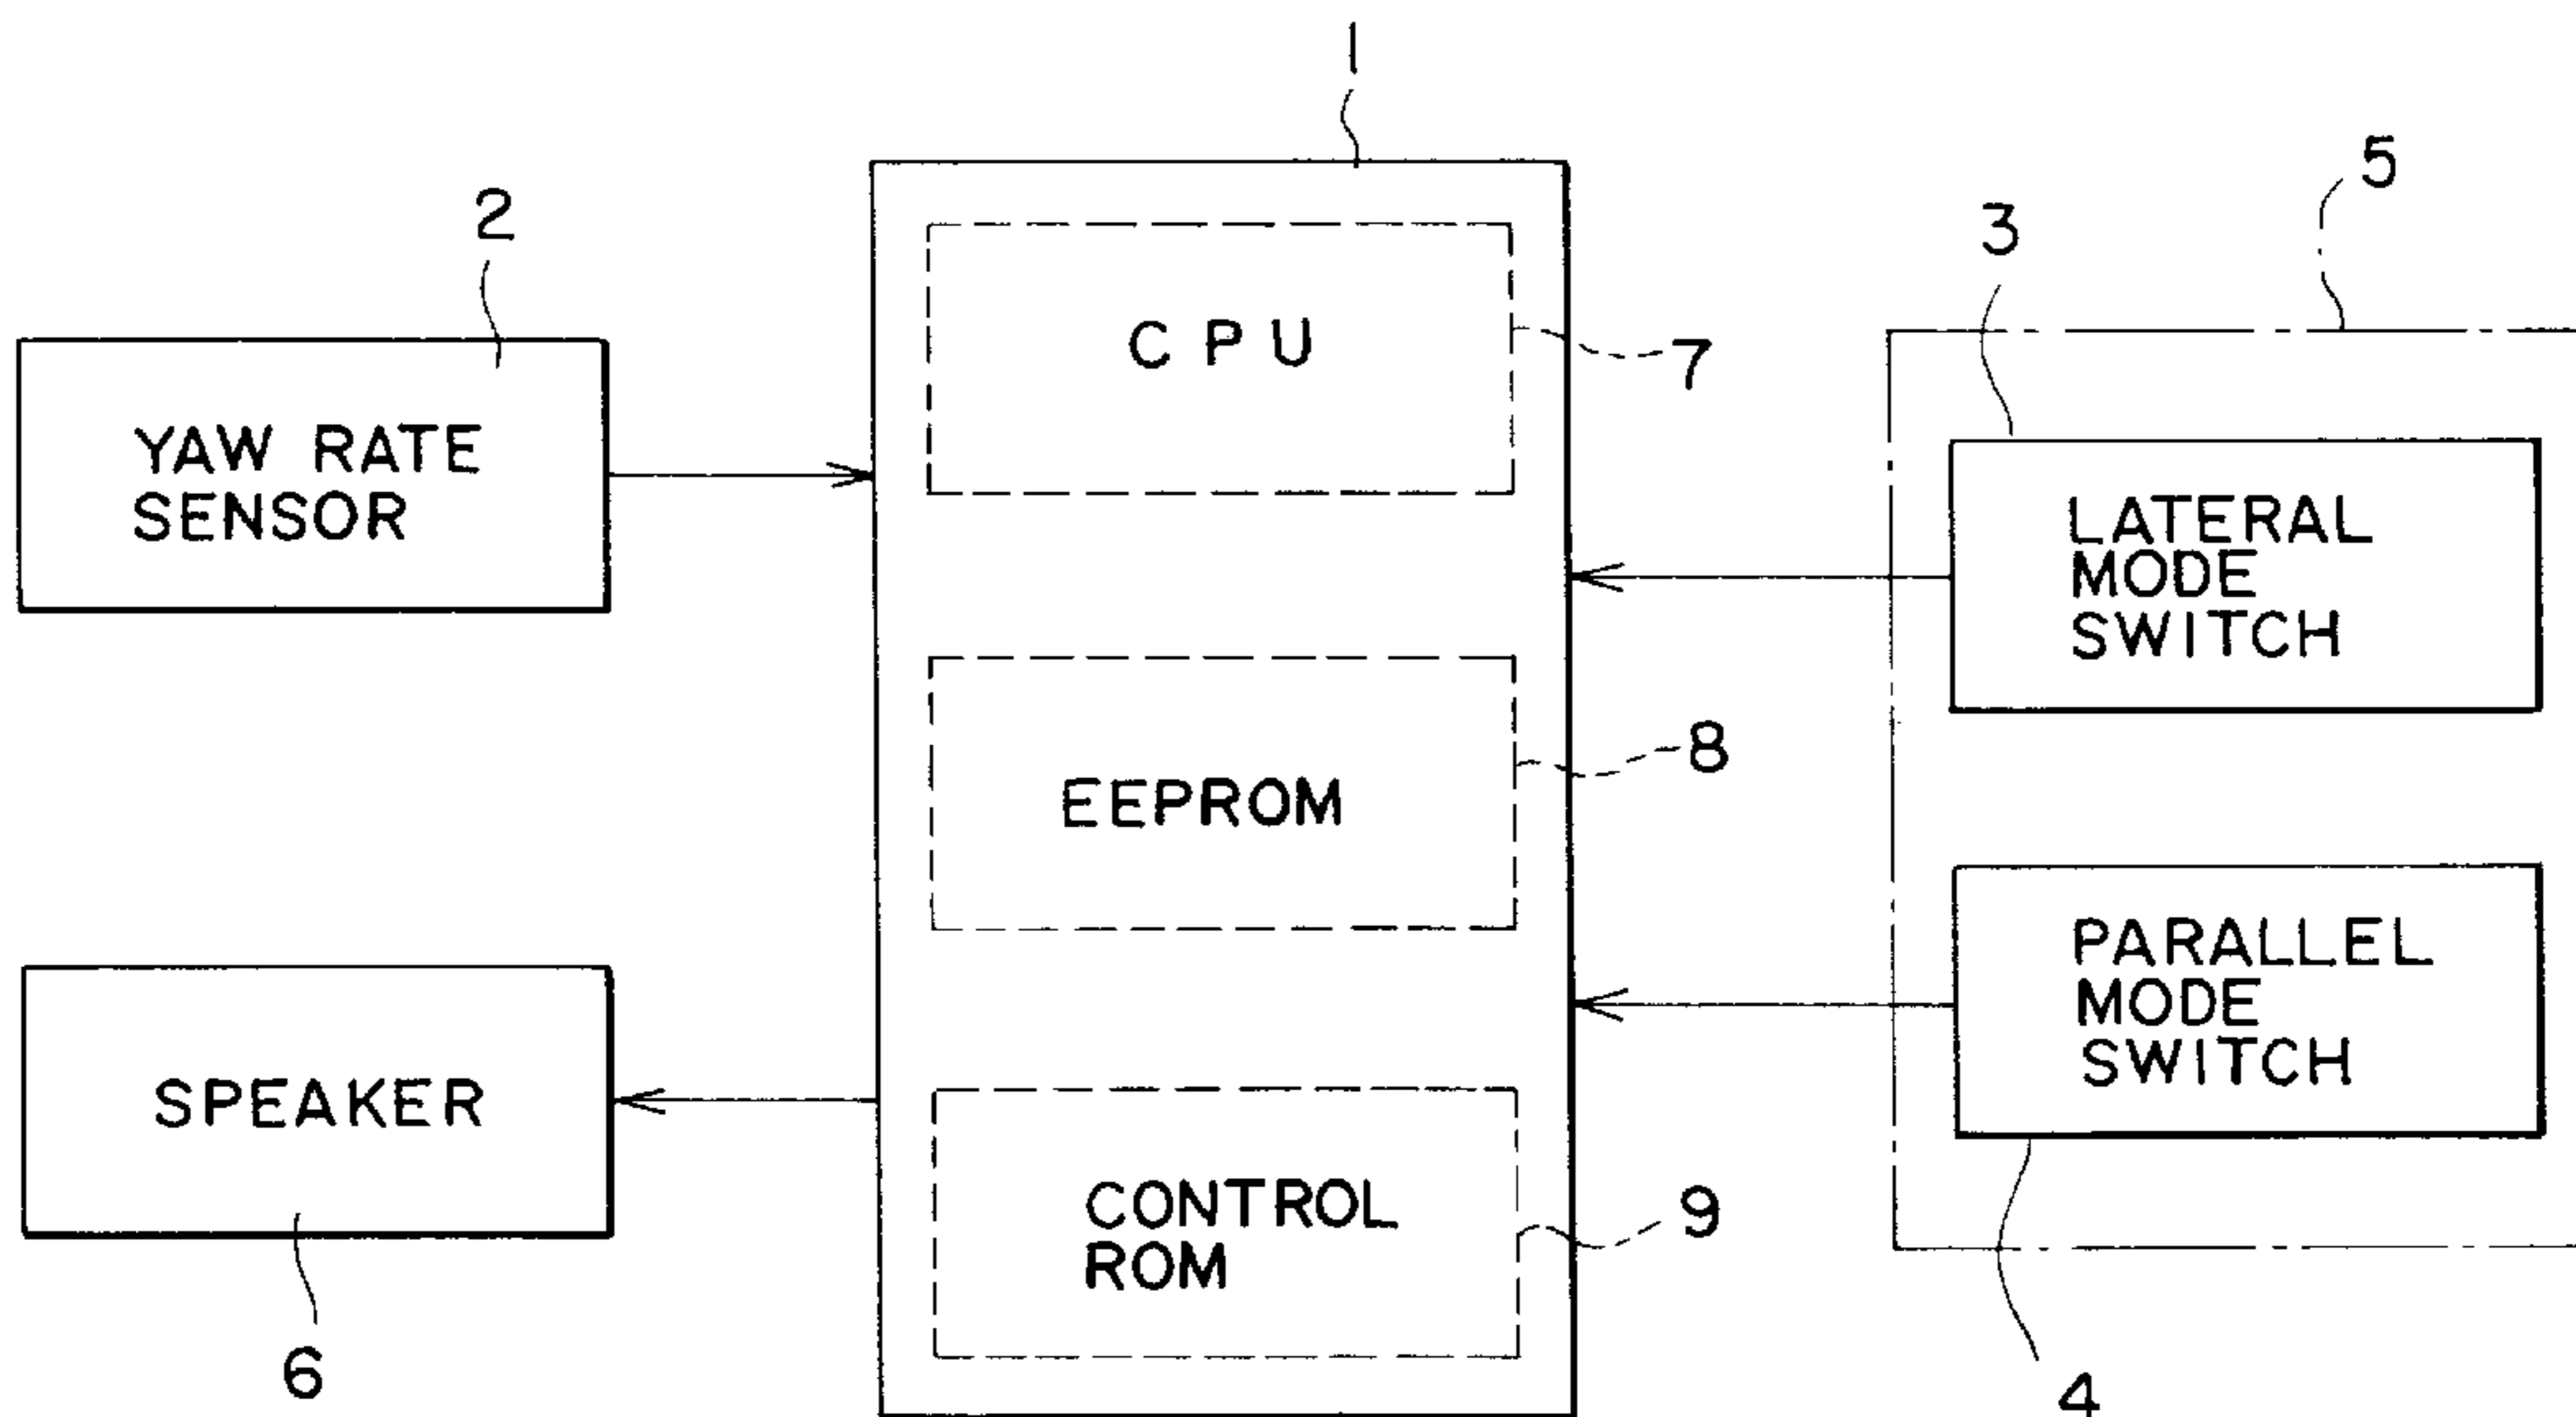 1
2
YAW RATE
SENSOR
CPU
7
EEPROM
8
CONTROL
ROM
9
SPEAKER
6
5
3
LATERAL
MODE
SWITCH
PARALLEL
MODE
SWITCH
4